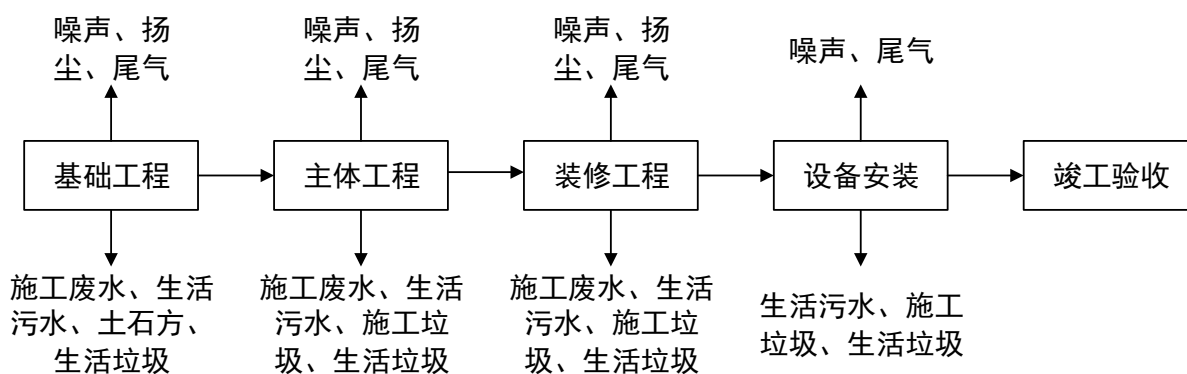 噪声、扬
尘、尾气
噪声、扬
尘、尾气
噪声、扬
尘、尾气
噪声、尾气
基础工程
主体工程
装修工程
设备安装
竣工验收
施工废水、生活
污水、土石方、
生活垃圾
施工废水、生活
污水、施工垃
圾、生活垃圾
施工废水、生活
污水、施工垃
圾、生活垃圾
生活污水、施工
垃圾、生活垃圾